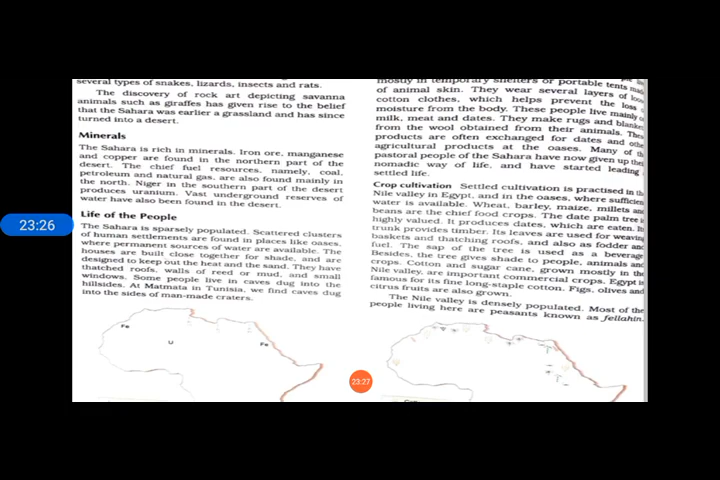 several types of snakes, lizards, insects and rats.
The discovery of rock art depicting savanna
animals such as giraffes has given rise to the belief
that the Sahara was earlier a grassland and has since
turned into a desert.
Minerals
The Sahara is rich in minerals. Iron ore, manganese
and copper are found in the northern part of the
desert. The chief fuel resources, namely, coal,
petroleum and natural gas, are also found mainly in
the north. Niger in the southern part of the desert
produces uranium. Vast underground reserves of
water have also been found in the desert.
Life of the People
The Sahara is sparsely populated. Scattered clusters
of human settlements are found in places like oases,
where permanent sources of water are available. The
houses are built close together for shade, and are
designed to keep out the heat and the sand. They have
thatched roofs, walls of reed or mud, and small
windows. Some people live in caves dug into the
hillsides. At Matmata in Tunisia, we find caves dug
into the sides of man-made craters.
Fe
U
Fe
mostly in temporary shelters or portable tents
of animal skin. They wear several layers of
cotton clothes, which helps prevent the loss
moisture from the body. These people live mainly
milk, meat and dates. They make rugs and
from the wool obtained from their animals.
products are often exchanged for dates and
agricultural products at the oases. Many of
pastoral people of the Sahara have now given up
nomadic way of life, and have started leading
settled life.
Crop cultivation Settled cultivation is practised in
Nile valley in Egypt, and in the oases, where
water is available. Wheat, barley, maize, millets
beans are the chief food crops. The date palm tree
highly valued. It produces dates, which are eaten.
trunk provides timber. Its leaves are used for weaving
baskets and thatching roofs, and also as fodder and
fuel. The sap of the tree is used as a beverage
Besides, the tree gives shade to people, animals and
crops. Cotton and sugar cane, grown mostly in the
Nile valley, are important commercial crops. Egypt
famous for its fine long-staple cotton. Figs, olives and
citrus fruits are also grown.
The Nile valley is densely populated. Most of the
people living here are peasants known as fellahin.
23:26
23:27